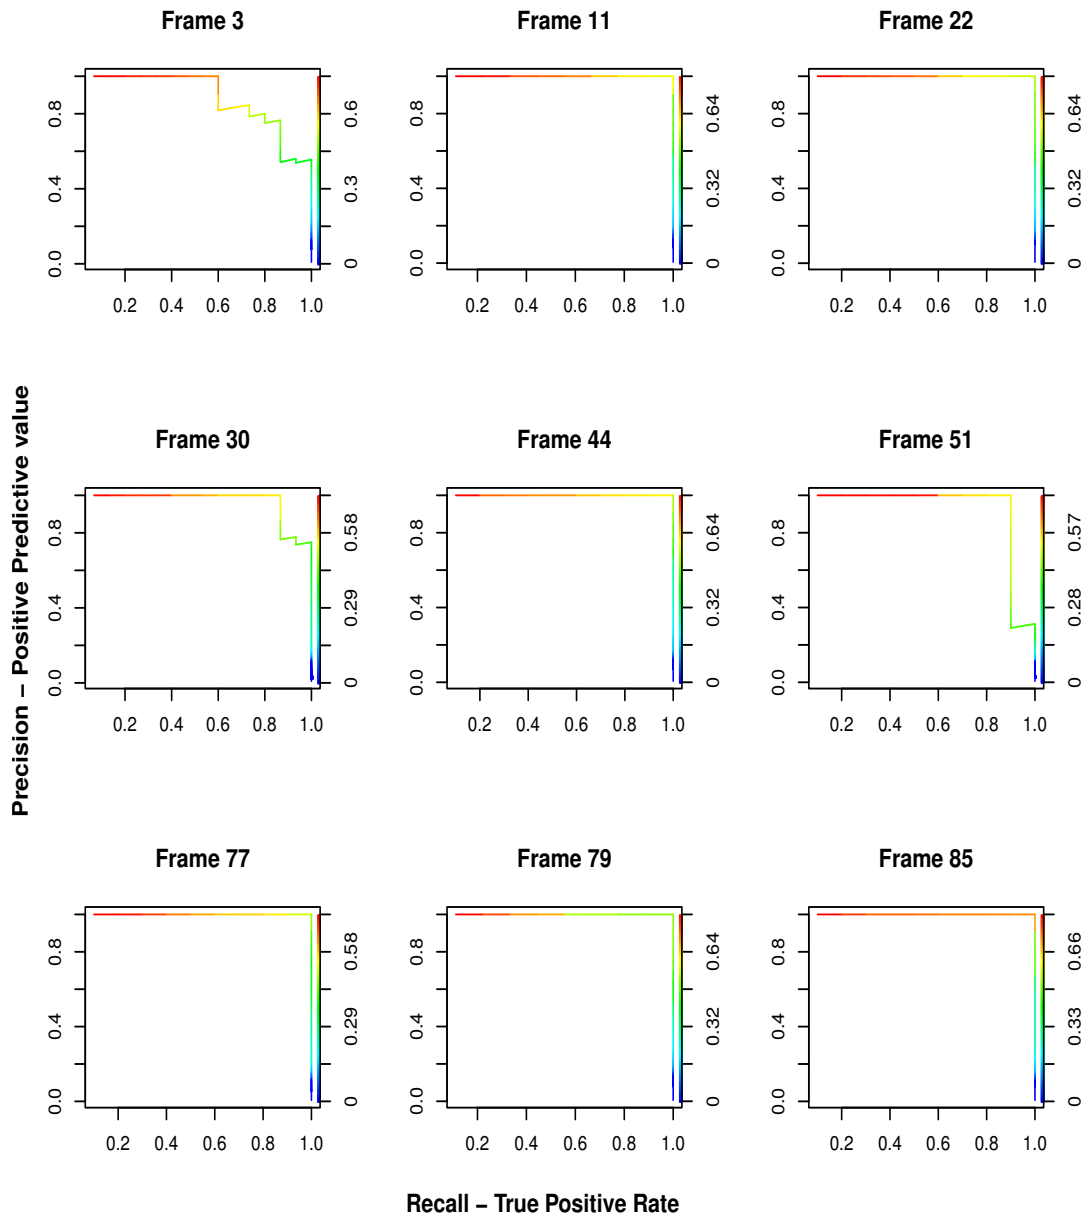 Frame 3
Frame 11
Frame 22
0.0 0.4 0.8
0 0.3 0.6
0.2 0.4 0.6 0.8 1.0
0.0 0.4 0.8
0 0.32 0.64
0.2 0.4 0.6 0.8 1.0
0.0 0.4 0.8
0 0.32 0.64
0.2 0.4 0.6 0.8 1.0
Precision – Positive Predictive value
Frame 30
Frame 44
Frame 51
0.0 0.4 0.8
0 0.29 0.58
0.2 0.4 0.6 0.8 1.0
0.0 0.4 0.8
0 0.32 0.64
0.2 0.4 0.6 0.8 1.0
0.0 0.4 0.8
0 0.28 0.57
0.2 0.4 0.6 0.8 1.0
Frame 77
Frame 79
Frame 85
0.0 0.4 0.8
0 0.29 0.58
0.2 0.4 0.6 0.8 1.0
0.0 0.4 0.8
0 0.32 0.64
0.2 0.4 0.6 0.8 1.0
0.0 0.4 0.8
0 0.33 0.66
0.2 0.4 0.6 0.8 1.0
Recall – True Positive Rate